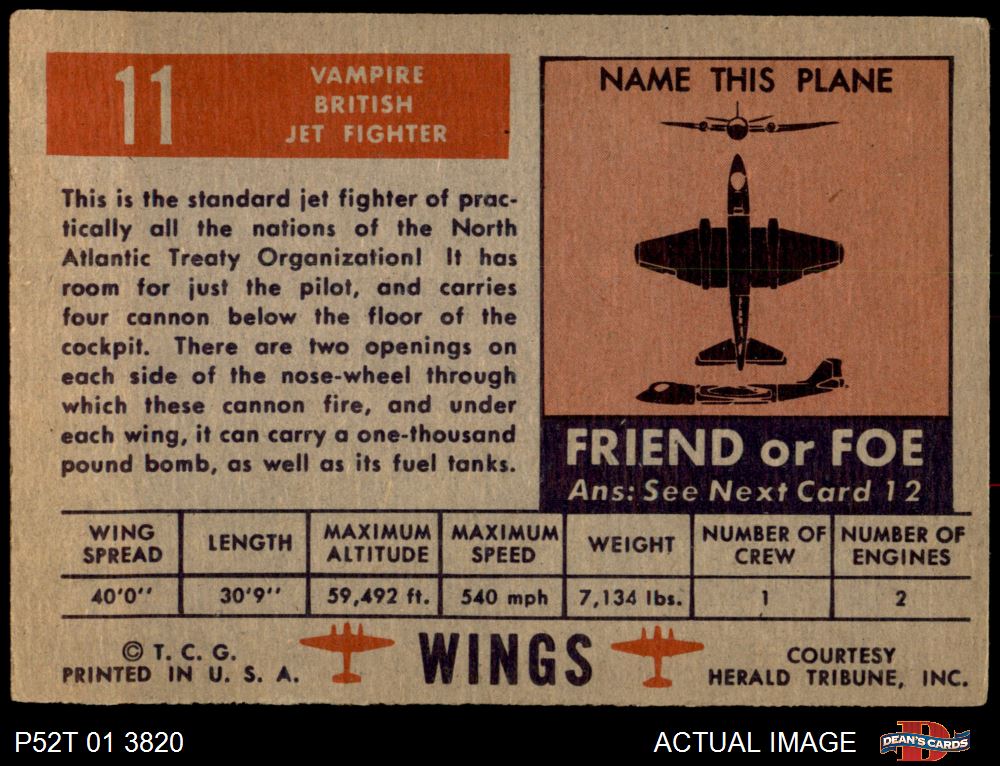 11
VAMPIRE
BRITISH
JET FIGHTER
This is the standard jet fighter of prac-
tically all the nations of the North
Atlantic Treaty Organization! It has
room for just the pilot, and carries
four cannon below the floor of the
cockpit. There are two openings on
each side of the nose-wheel through
which these cannon fire, and under
each wing, it can carry a one-thousand
pound bomb, as well as its fuel tanks.
NAME THIS PLANE
FRIEND or FOE
Ans: See Next Card 12
WING SPREAD LENGTH MAXIMUM ALTITUDE MAXIMUM SPEED WEIGHT NUMBER OF CREW NUMBER OF ENGINES
40'0'' 30'9'' 59,492 ft. 540 mph 7,134 lbs. 1 2
© T. C. G.
PRINTED IN U. S. A.
WINGS
COURTESY
HERALD TRIBUNE, INC.
P52T 01 3820
ACTUAL IMAGE
D
DEAN'S CARDS